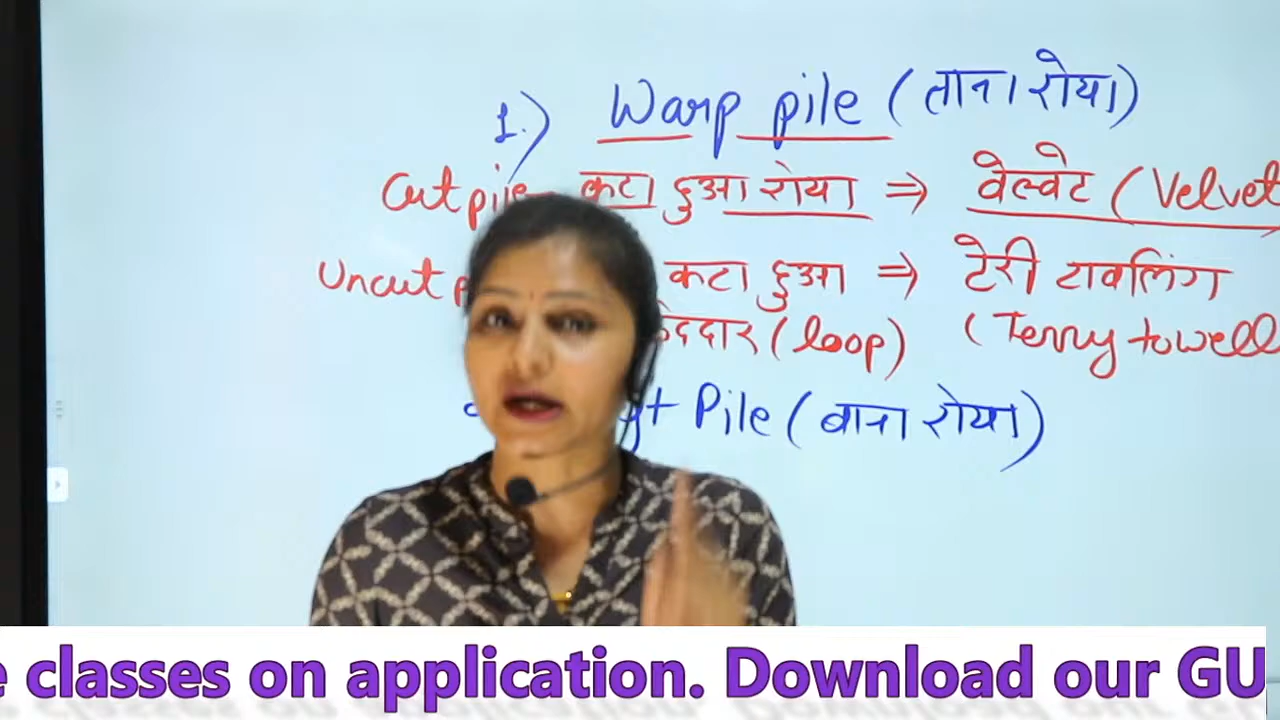 1.) Warp pile (ताना रोया)
Cut pile कटा हुआ रोया ⇒ वेल्वेट (Velvet
Uncut कटा हुआ ⇒ टेरी टावलिंग
(loop) (Terry towell
Pile (बाना रोया)
classes on application. Download our GU